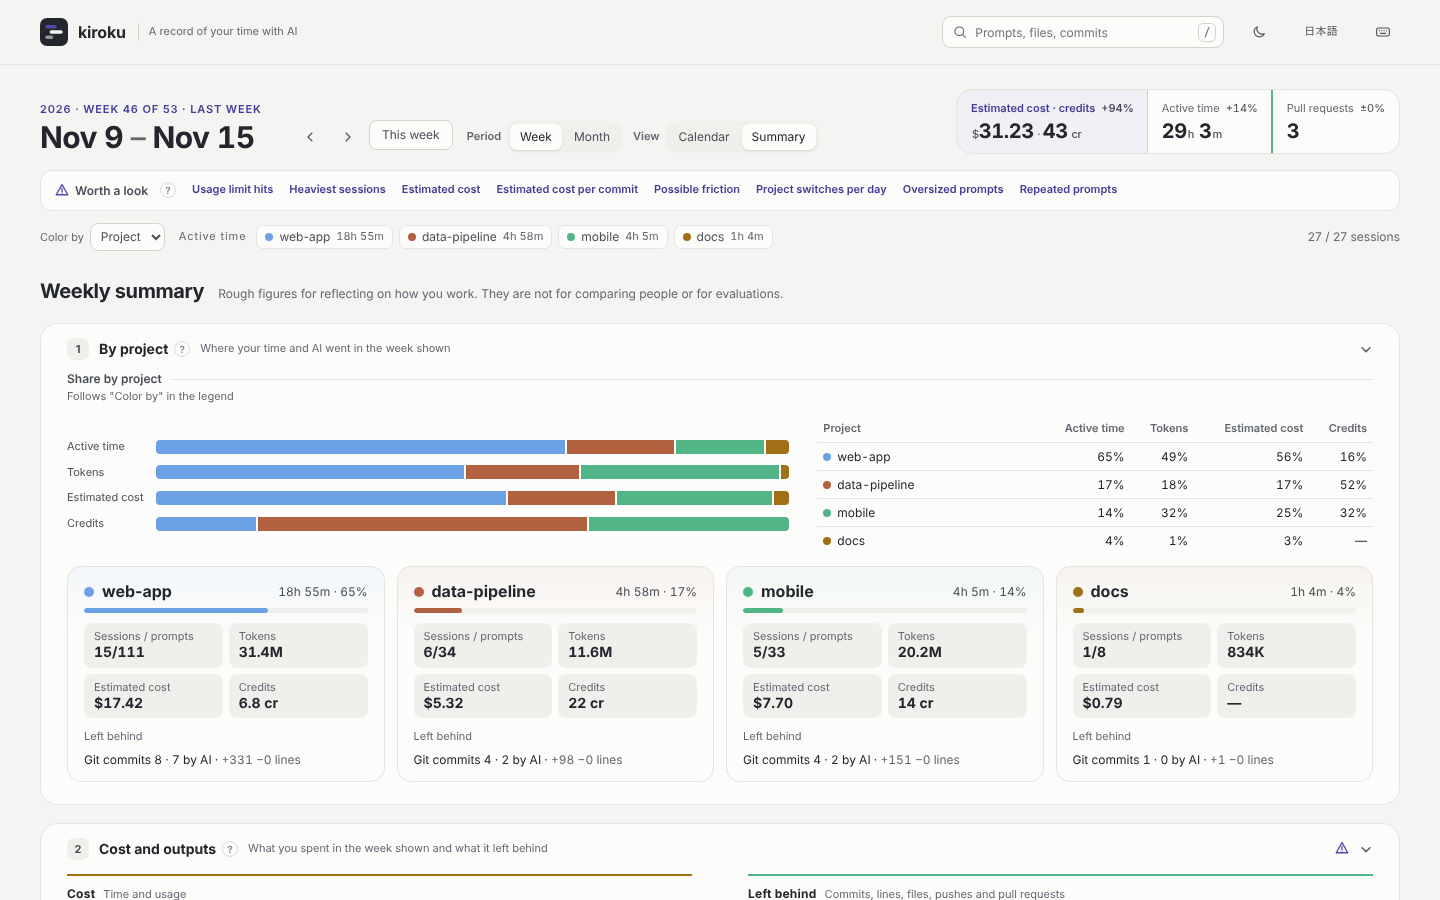 kiroku
A record of your time with AI
Prompts, files, commits
/
日本語
2026 · WEEK 46 OF 53 · LAST WEEK
Nov 9 – Nov 15
This week
Period
Week
Month
View
Calendar
Summary
Estimated cost · credits +94%
$31.23 · 43 cr
Active time +14%
29h 3m
Pull requests ±0%
3
Worth a look
?
Usage limit hits
Heaviest sessions
Estimated cost
Estimated cost per commit
Possible friction
Project switches per day
Oversized prompts
Repeated prompts
Color by
Project
Active time
web-app 18h 55m
data-pipeline 4h 58m
mobile 4h 5m
docs 1h 4m
27 / 27 sessions
Weekly summary
Rough figures for reflecting on how you work. They are not for comparing people or for evaluations.
1
By project
?
Where your time and AI went in the week shown
Share by project
Follows "Color by" in the legend
Active time
Tokens
Estimated cost
Credits
Project Active time Tokens Estimated cost Credits
web-app 65% 49% 56% 16%
data-pipeline 17% 18% 17% 52%
mobile 14% 32% 25% 32%
docs 4% 1% 3% —
web-app
18h 55m · 65%
Sessions / prompts
15/111
Tokens
31.4M
Estimated cost
$17.42
Credits
6.8 cr
Left behind
Git commits 8 · 7 by AI · +331 −0 lines
data-pipeline
4h 58m · 17%
Sessions / prompts
6/34
Tokens
11.6M
Estimated cost
$5.32
Credits
22 cr
Left behind
Git commits 4 · 2 by AI · +98 −0 lines
mobile
4h 5m · 14%
Sessions / prompts
5/33
Tokens
20.2M
Estimated cost
$7.70
Credits
14 cr
Left behind
Git commits 4 · 2 by AI · +151 −0 lines
docs
1h 4m · 4%
Sessions / prompts
1/8
Tokens
834K
Estimated cost
$0.79
Credits
—
Left behind
Git commits 1 · 0 by AI · +1 −0 lines
2
Cost and outputs
?
What you spent in the week shown and what it left behind
Cost Time and usage
Left behind Commits, lines, files, pushes and pull requests